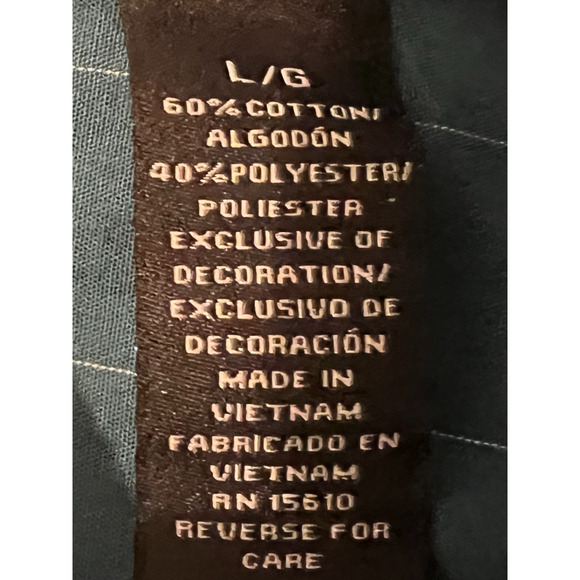 L/G
60% COTTON/
ALGODÓN
40% POLYESTER/
POLIESTER
EXCLUSIVE OF
DECORATION/
EXCLUSIVO DE
DECORACIÓN
MADE IN
VIETNAM
FABRICADO EN
VIETNAM
RN 15610
REVERSE FOR
CARE